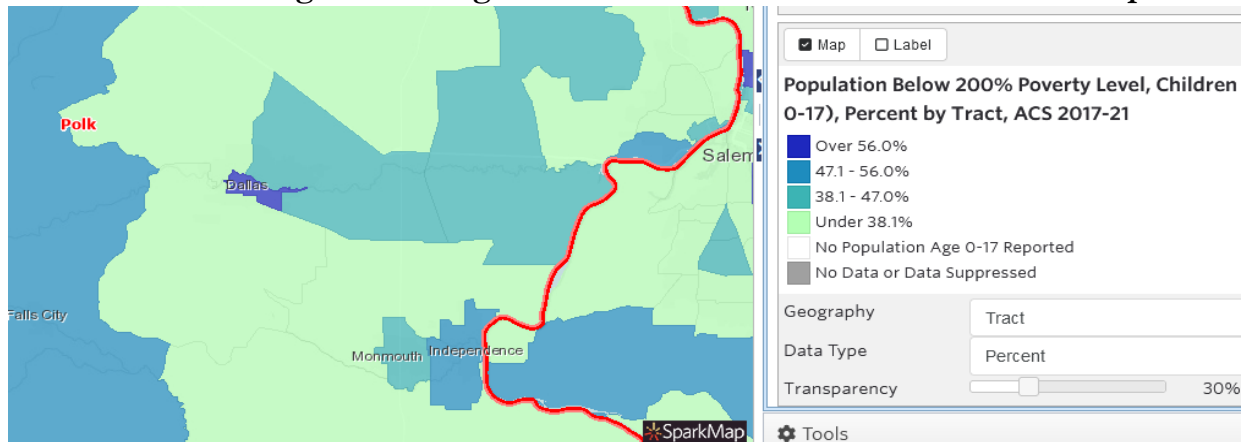 Polk
Dallas
Salem
Falls City
Monmouth
Independence
SparkMap
Map
Label
Population Below 200% Poverty Level, Children
0-17), Percent by Tract, ACS 2017-21
Over 56.0%
47.1 - 56.0%
38.1 - 47.0%
Under 38.1%
No Population Age 0-17 Reported
No Data or Data Suppressed
Geography
Tract
Data Type
Percent
Transparency
30%
Tools